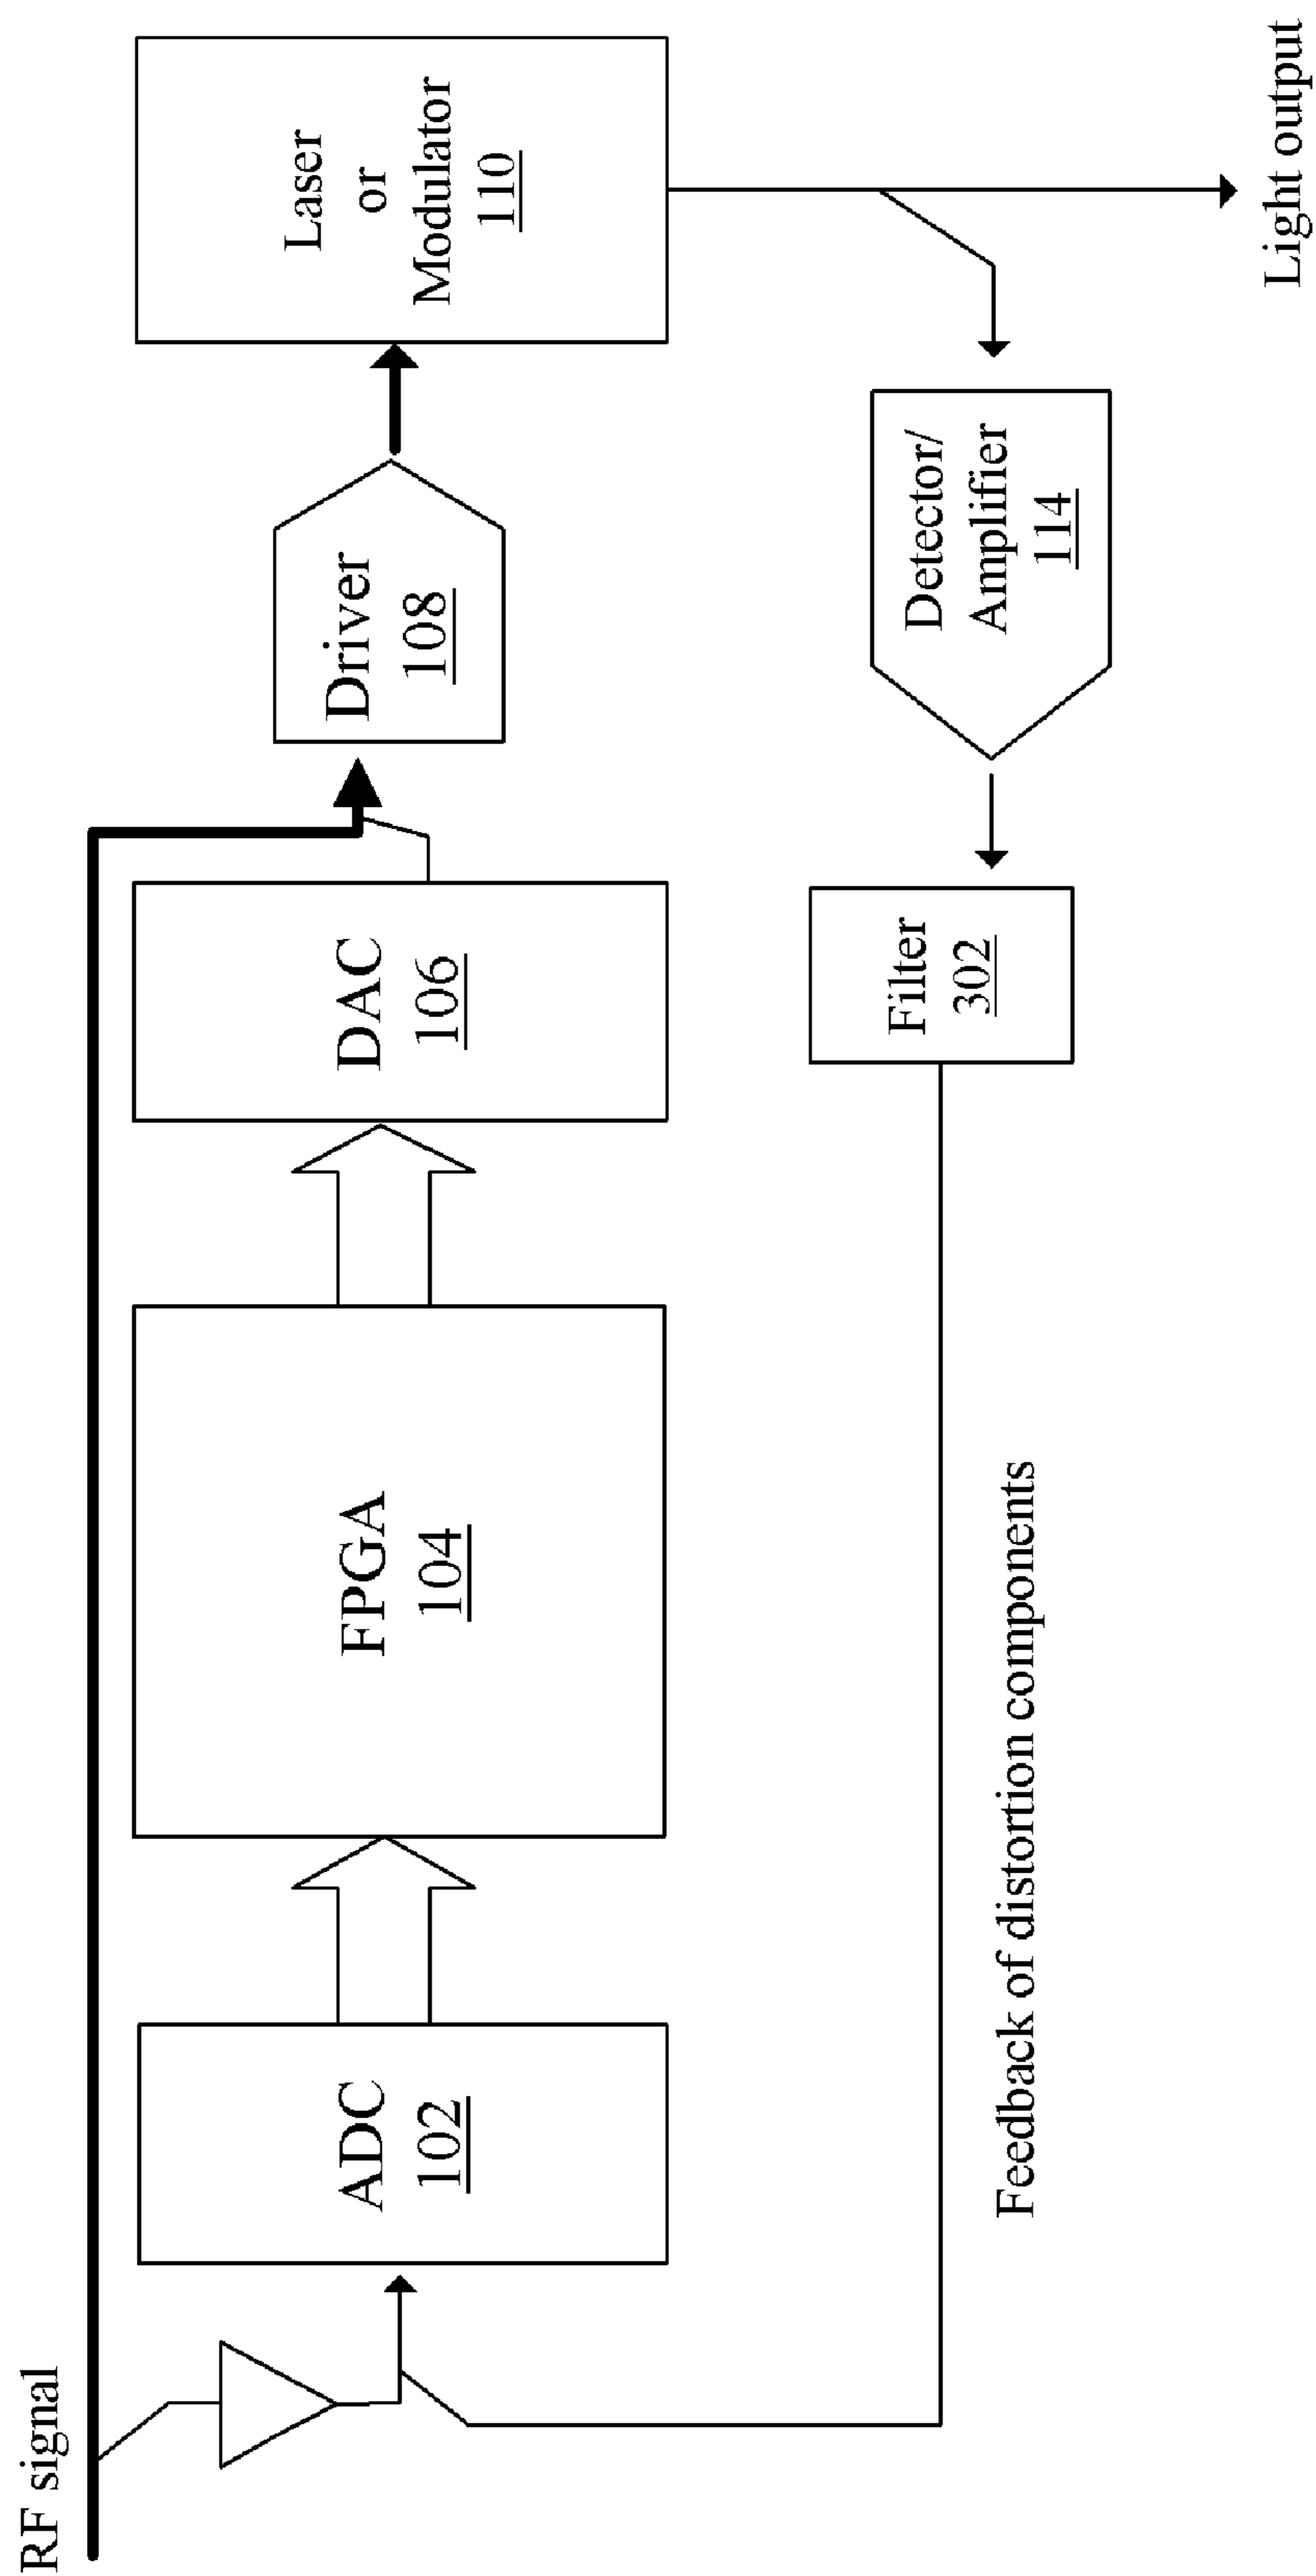 RF signal
ADC
102
FPGA
104
DAC
106
Driver
108
Laser
or
Modulator
110
Detector/
Amplifier
114
Filter
302
Feedback of distortion components
Light output